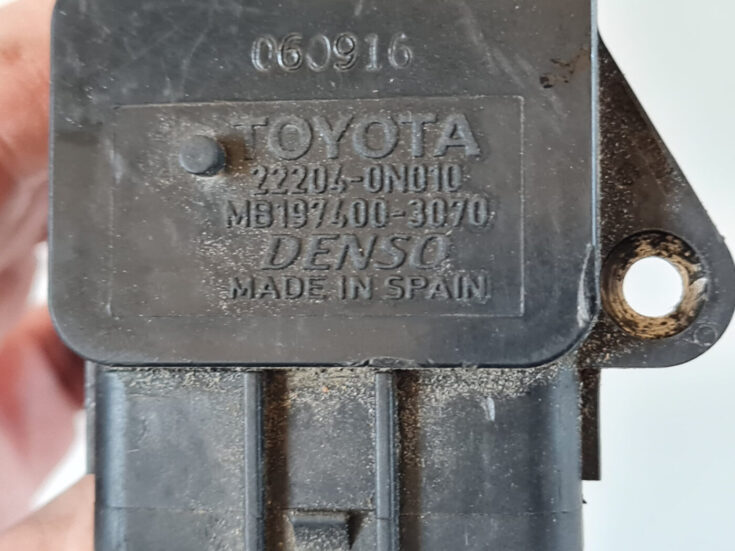 060916
TOYOTA
22204-0N010
MB197400-3070
DENSO
MADE IN SPAIN